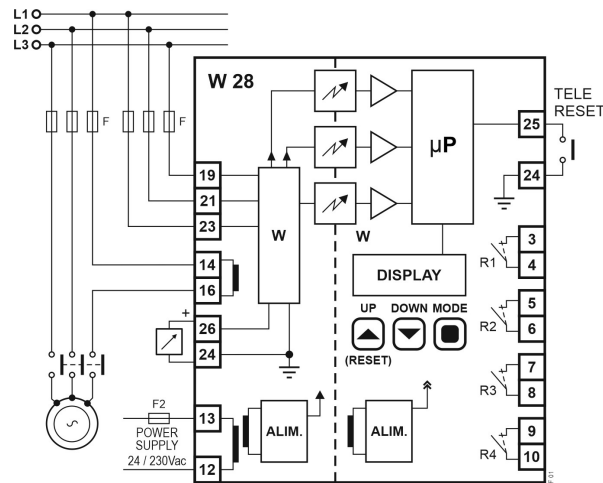 L1
L2
L3
W 28
TELE
RESET
F
F
µP
25
24
19
21
23
W
W
14
16
DISPLAY
3
4
R1
UP DOWN MODE
(RESET)
+
26
24
5
6
R2
7
8
R3
F2
13
POWER
SUPPLY
24 / 230Vac
12
ALIM.
ALIM.
9
10
R4